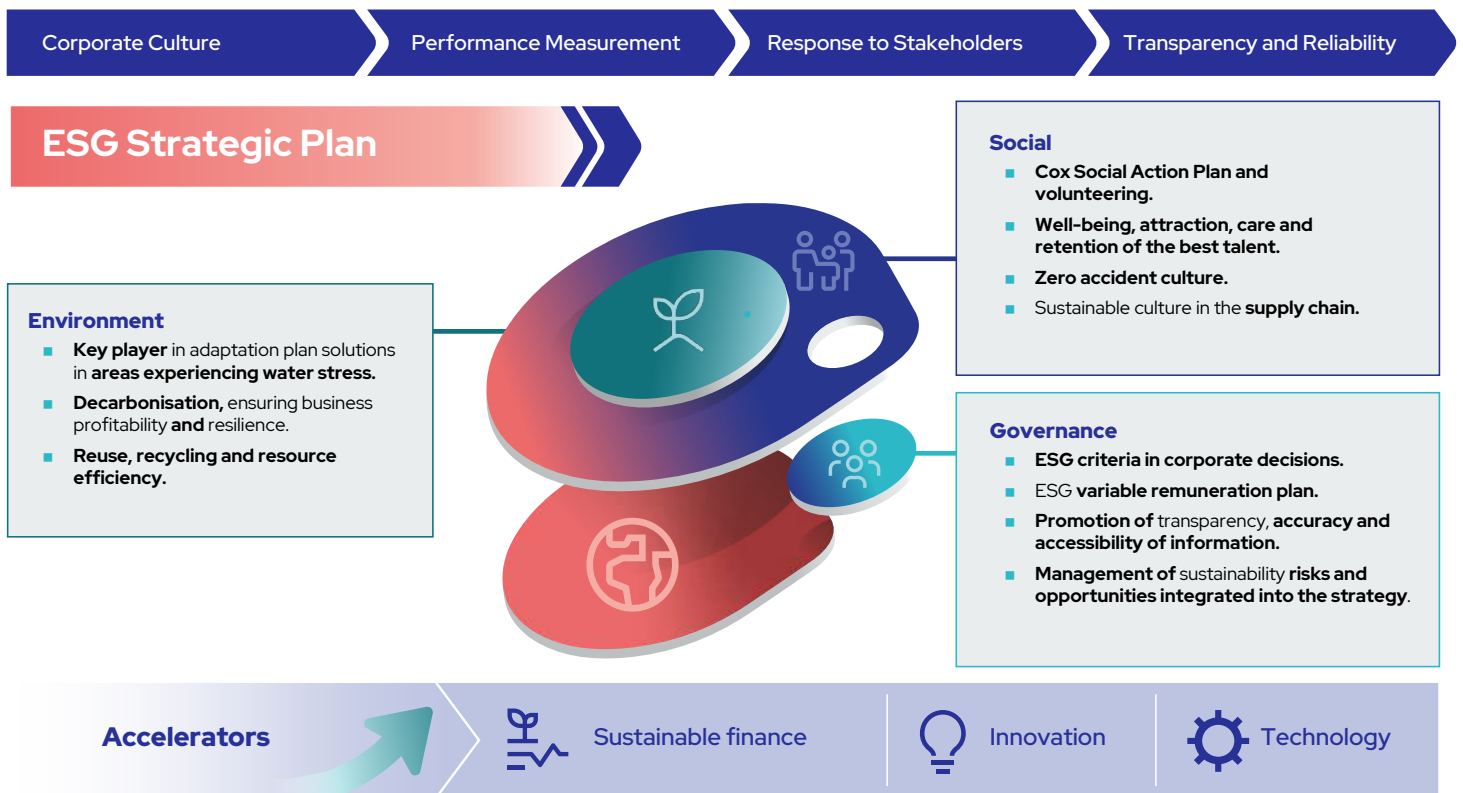 Corporate Culture
Performance Measurement
Response to Stakeholders
Transparency and Reliability
ESG Strategic Plan
Environment
Key player in adaptation plan solutions
in areas experiencing water stress.
Decarbonisation, ensuring business
profitability and resilience.
Reuse, recycling and resource
efficiency.
Social
Cox Social Action Plan and
volunteering.
Well-being, attraction, care and
retention of the best talent.
Zero accident culture.
Sustainable culture in the supply chain.
Governance
ESG criteria in corporate decisions.
ESG variable remuneration plan.
Promotion of transparency, accuracy and
accessibility of information.
Management of sustainability risks and
opportunities integrated into the strategy.
Accelerators
Sustainable finance
Innovation
Technology